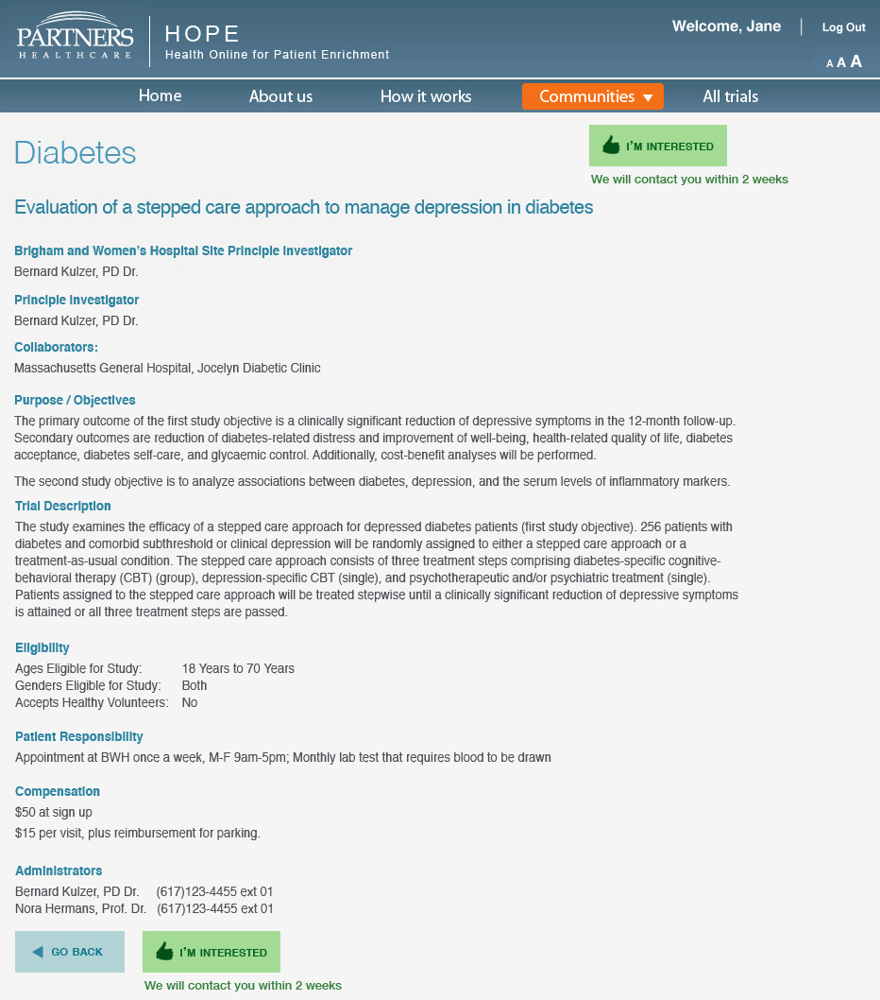 PARTNERS
HEALTHCARE
HOPE
Health Online for Patient Enrichment
Welcome, Jane | Log Out
A A A
Home About us How it works Communities All trials
Diabetes
I'M INTERESTED
We will contact you within 2 weeks
Evaluation of a stepped care approach to manage depression in diabetes
Brigham and Women's Hospital Site Principle Investigator
Bernard Kulzer, PD Dr.
Principle Investigator
Bernard Kulzer, PD Dr.
Collaborators:
Massachusetts General Hospital, Jocelyn Diabetic Clinic
Purpose / Objectives
The primary outcome of the first study objective is a clinically significant reduction of depressive symptoms in the 12-month follow-up.
Secondary outcomes are reduction of diabetes-related distress and improvement of well-being, health-related quality of life, diabetes
acceptance, diabetes self-care, and glycaemic control. Additionally, cost-benefit analyses will be performed.
The second study objective is to analyze associations between diabetes, depression, and the serum levels of inflammatory markers.
Trial Description
The study examines the efficacy of a stepped care approach for depressed diabetes patients (first study objective). 256 patients with
diabetes and comorbid subthreshold or clinical depression will be randomly assigned to either a stepped care approach or a
treatment-as-usual condition. The stepped care approach consists of three treatment steps comprising diabetes-specific cognitive-
behavioral therapy (CBT) (group), depression-specific CBT (single), and psychotherapeutic and/or psychiatric treatment (single).
Patients assigned to the stepped care approach will be treated stepwise until a clinically significant reduction of depressive symptoms
is attained or all three treatment steps are passed.
Eligibility
Ages Eligible for Study: 18 Years to 70 Years
Genders Eligible for Study: Both
Accepts Healthy Volunteers: No
Patient Responsibility
Appointment at BWH once a week, M-F 9am-5pm; Monthly lab test that requires blood to be drawn
Compensation
$50 at sign up
$15 per visit, plus reimbursement for parking.
Administrators
Bernard Kulzer, PD Dr. (617)123-4455 ext 01
Nora Hermans, Prof. Dr. (617)123-4455 ext 01
GO BACK I'M INTERESTED
We will contact you within 2 weeks